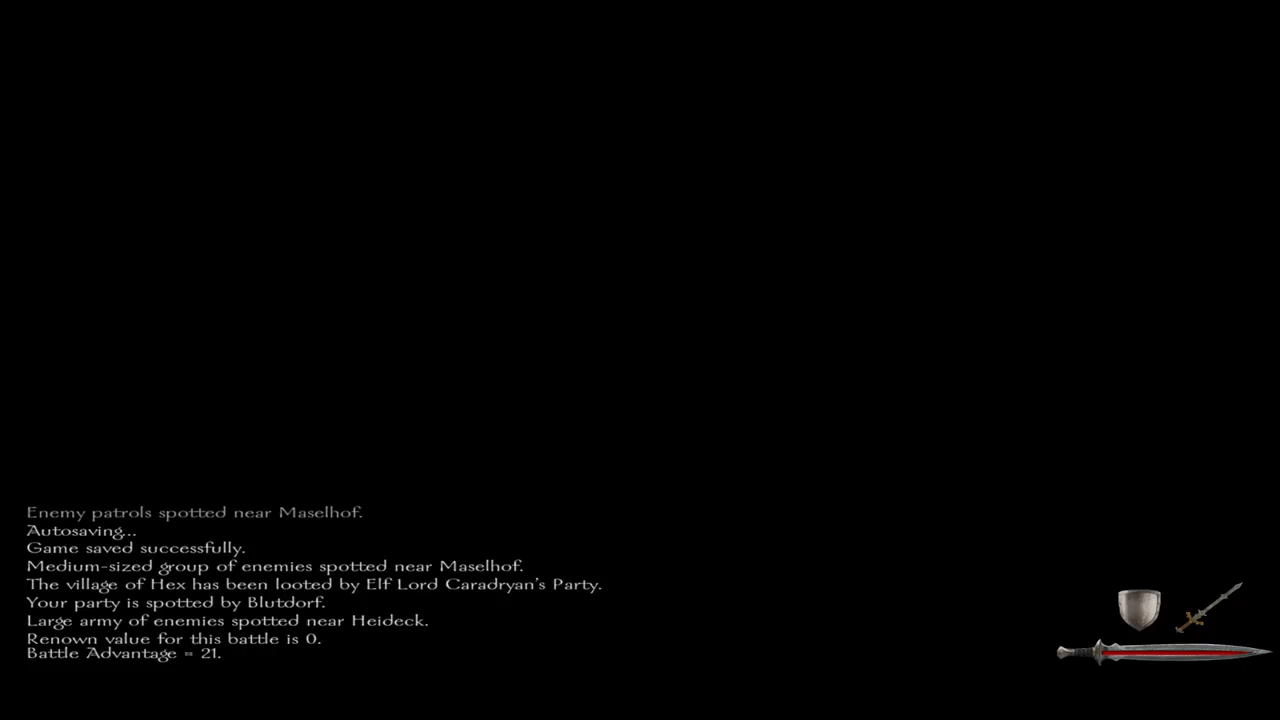 Enemy patrols spotted near Maselhof.
Autosaving...
Game saved successfully.
Medium-sized group of enemies spotted near Maselhof.
The village of Hex has been looted by Elf Lord Caradryan's Party.
Your party is spotted by Blutdorf.
Large army of enemies spotted near Heideck.
Renown value for this battle is 0.
Battle Advantage = 21.